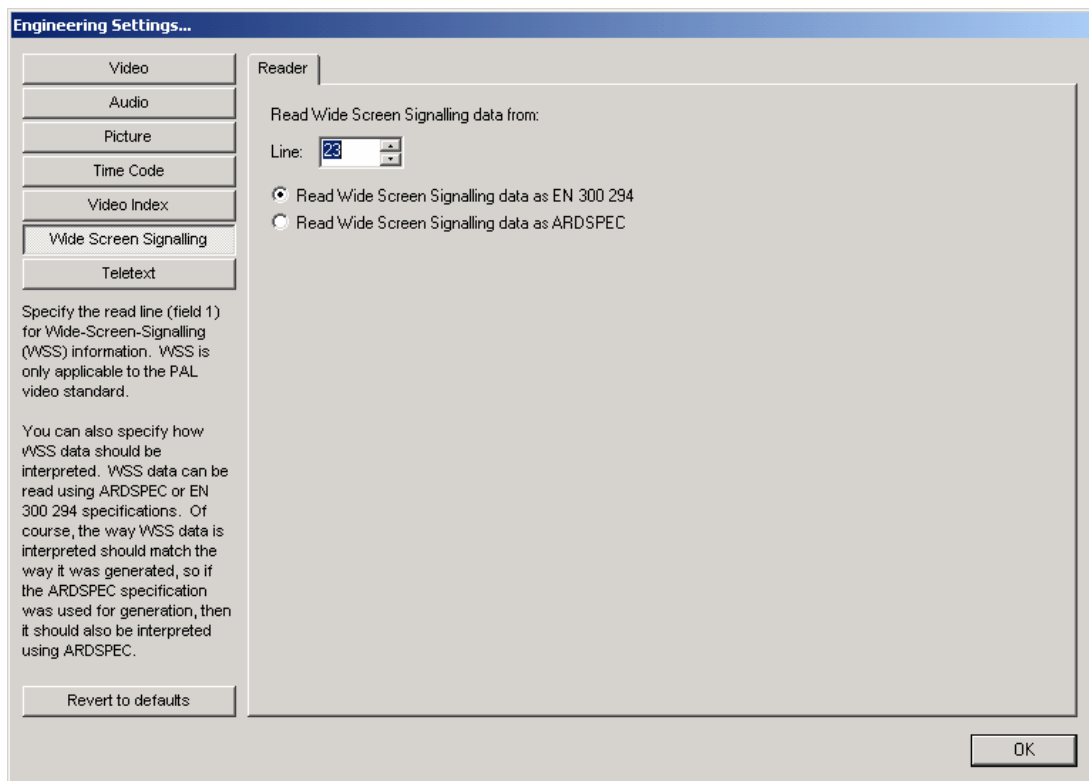 Engineering Settings...
Video
Audio
Picture
Time Code
Video Index
Wide Screen Signalling
Teletext
Specify the read line (field 1)
for Wide-Screen-Signalling
(WSS) information.  WSS is
only applicable to the PAL
video standard.
You can also specify how
WSS data should be
interpreted.  WSS data can be
read using ARDSPEC or EN
300 294 specifications.  Of
course, the way WSS data is
interpreted should match the
way it was generated, so if
the ARDSPEC specification
was used for generation, then
it should also be interpreted
using ARDSPEC.
Revert to defaults
Reader
Read Wide Screen Signalling data from:
Line: 23
Read Wide Screen Signalling data as EN 300 294
Read Wide Screen Signalling data as ARDSPEC
OK